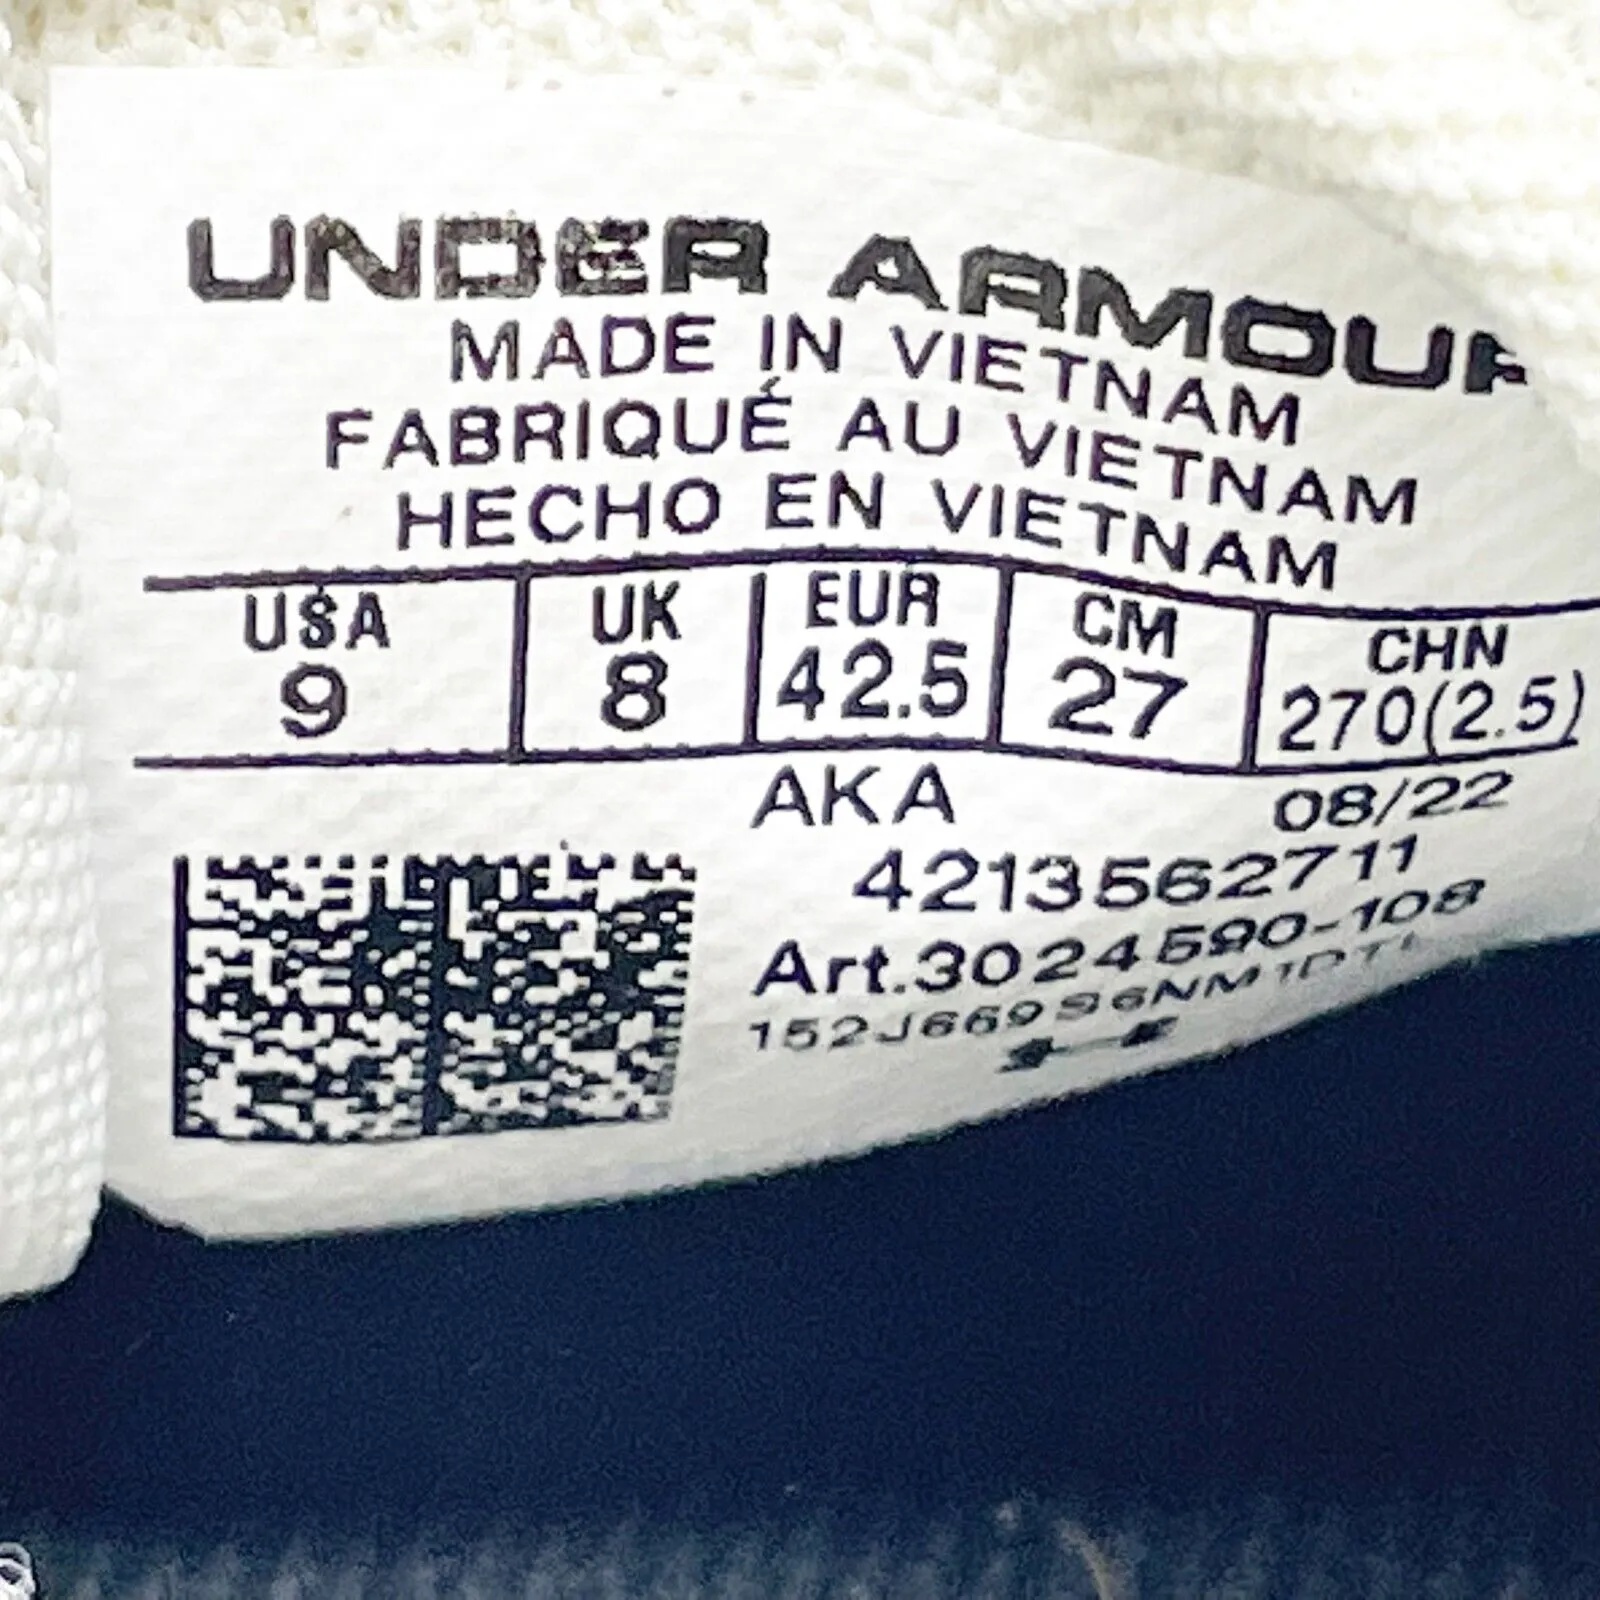 UNDER ARMOUR
MADE IN VIETNAM
FABRIQUÉ AU VIETNAM
HECHO EN VIETNAM
USA UK EUR CM CHN
9 8 42.5 27 270(2.5)
AKA 08/22
4213562711
Art.3024590-108